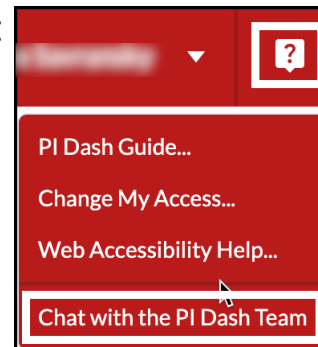 ?
PI Dash Guide...
Change My Access...
Web Accessibility Help...
Chat with the PI Dash Team